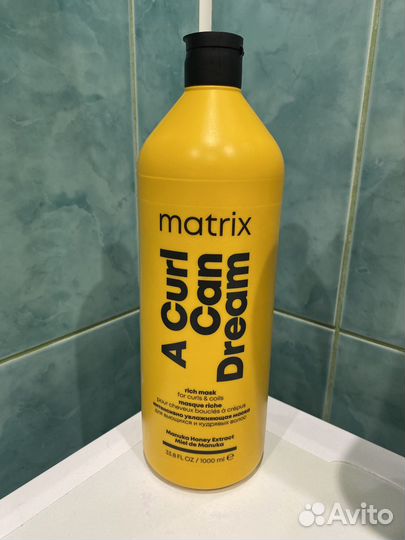 matrix
A Curl
Can
Dream
rich mask
for curls & coils
masque riche
pour cheveux bouclés à crépus
интенсивно увлажняющая маска
для вьющихся и кудрявых волос
Manuka Honey Extract
Miel de Manuka
33.8 FL OZ / 1000 ml e
Avito